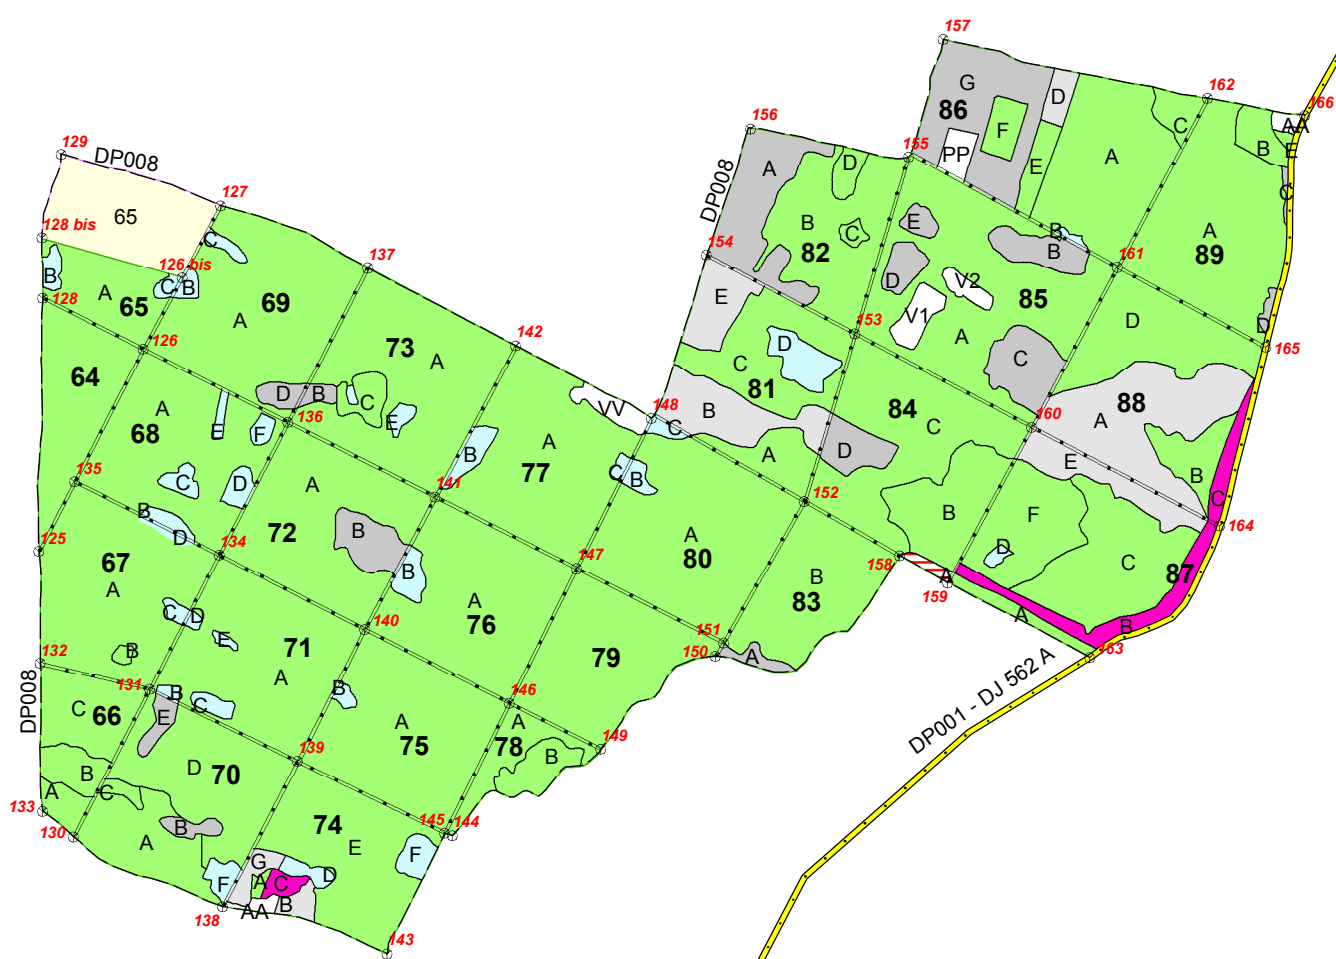 157
G
D
86
162
166
F
C
AA
156
155
PP
A
B
E
129
DP008
A
D
E
C
127
65
B
E
B
A
128 bis
C
DP008
C
82
B
B
89
154
D
161
137
126 bis
V2
B
C
B
E
85
128
A
65
69
V1
D
D
A
153
A
165
126
142
D
73
A
C
64
C
81
C
88
D
B
C
VV
B
84
A
A
136
E
148
C
C
160
68
E
F
A
B
A
D
E
B
C
135
C
D
A
77
C
B
152
164
141
B
B
F
B
D
72
B
A
D
125
134
80
158
C
87
67
147
B
A
A
B
83
159
A
76
A
C
D
140
B
E
71
151
163
B
79
150
A
132
A
131
B
B
DP008
C
66
E
C
A
146
DP001 - DJ 562 A
75
A
78
149
D
70
139
B
B
A
C
133
74
145
144
130
B
E
A
G
F
F
A
C
D
138
AA
B
143